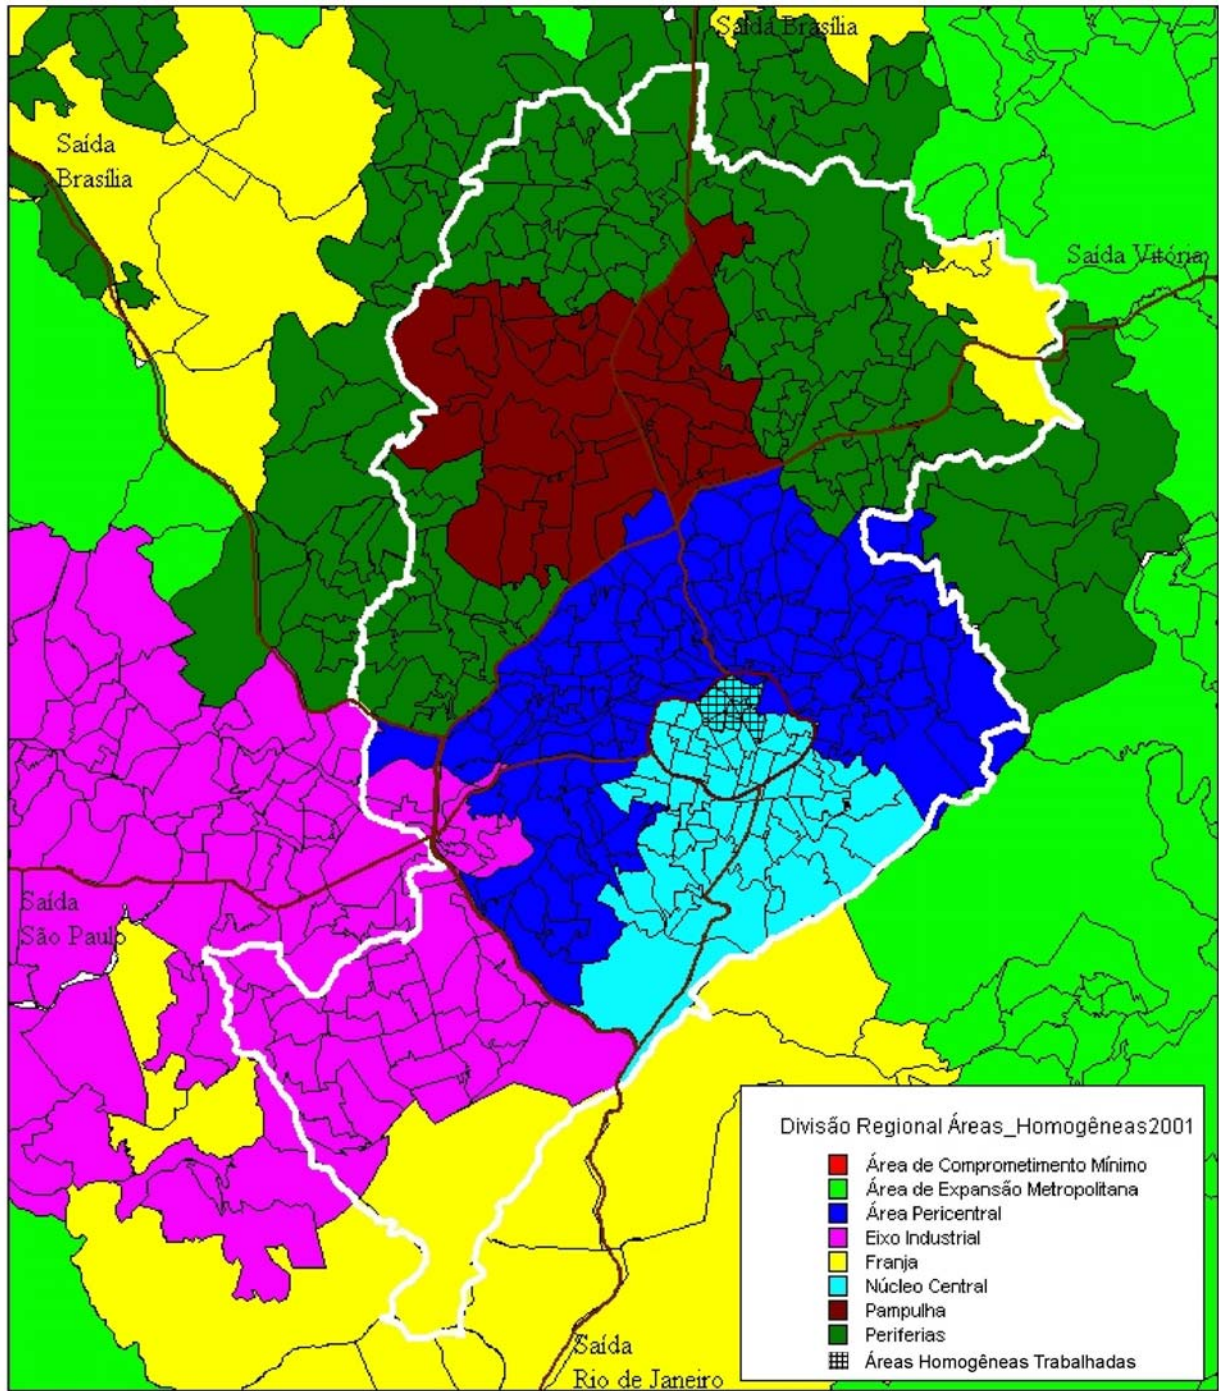 Saída Brasília
Saída
Brasília
Saída Vitória
Saída
São Paulo
Divisão Regional Áreas_Homogêneas2001
Área de Comprometimento Mínimo
Área de Expansão Metropolitana
Área Pericentral
Eixo Industrial
Franja
Núcleo Central
Pampulha
Periferias
Áreas Homogêneas Trabalhadas
Saída
Rio de Janeiro